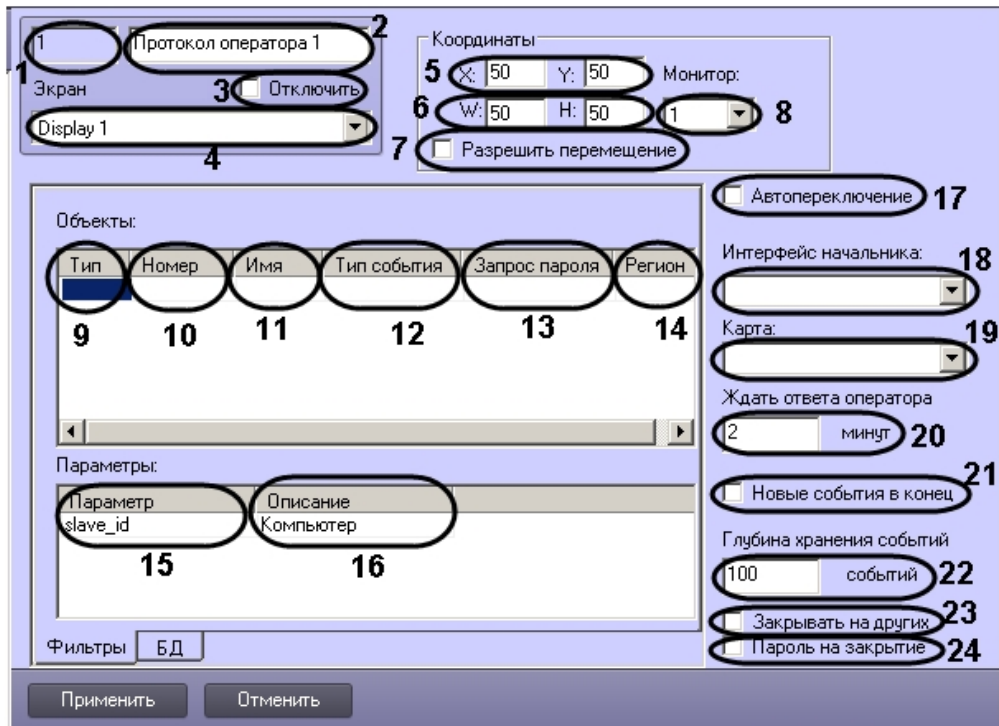 1 Протокол оператора 1 2
1
Экран 3 Отключить
Display 1
4
Координаты
5 X: 50 Y: 50 Монитор:
6 W: 50 H: 50 1 8
7 Разрешить перемещение
Объекты:
Тип Номер Имя Тип события Запрос пароля Регион
9 10 11 12 13 14
Параметры:
Параметр Описание
slave_id Компьютер
15 16
Фильтры БД
Автопереключение 17
Интерфейс начальника: 18
Карта: 19
Ждать ответа оператора
2 минут 20
21
Новые события в конец
Глубина хранения событий
100 событий 22
Закрывать на других 23
Пароль на закрытие 24
Применить Отменить